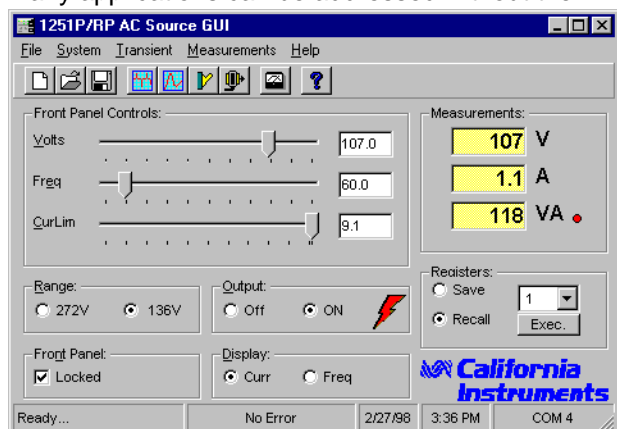 1251P/RP AC Source GUI
File System Transient Measurements Help
Front Panel Controls:
Volts 107.0
Freq 60.0
CurLim 9.1
Measurements:
107 V
1.1 A
118 VA
Range:
272V 136V
Output:
Off ON
Registers:
Save
Recall
1
Exec.
Front Panel:
Locked
Display:
Curr Freq
California
Instruments
Ready... No Error 2/27/98 3:36 PM COM 4